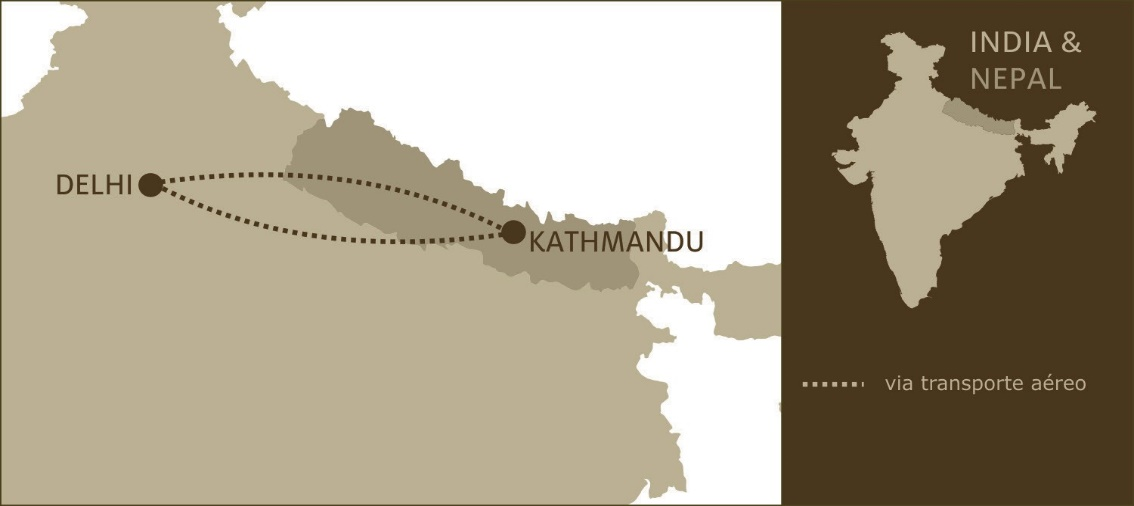 DELHI
KATHMANDU
INDIA &
NEPAL
via transporte aéreo